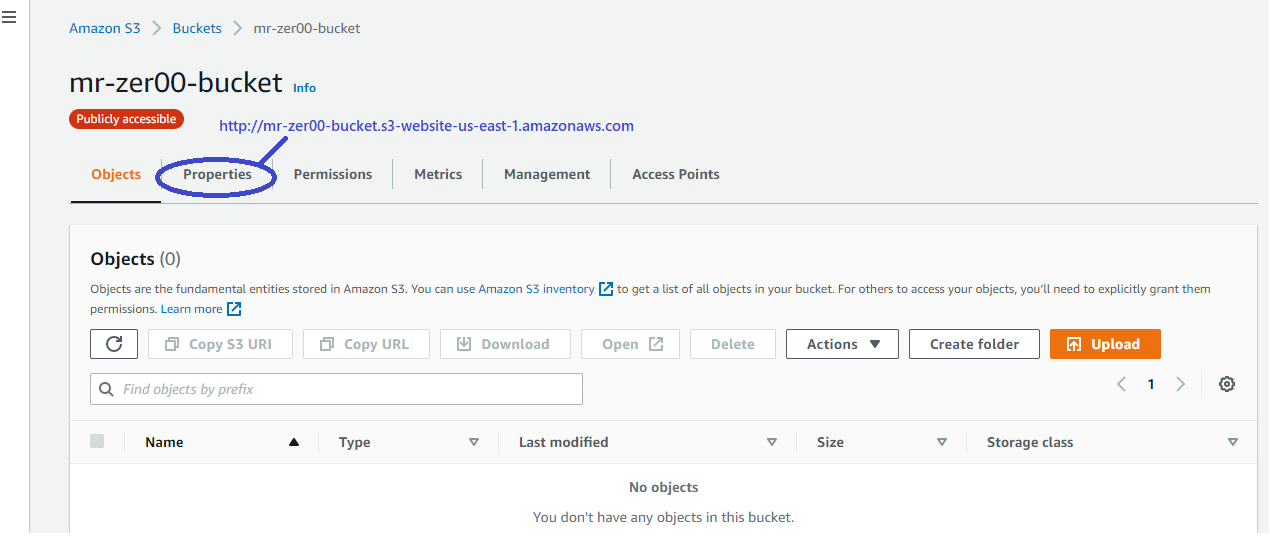 Amazon S3 > Buckets > mr-zer00-bucket
mr-zer00-bucket Info
Publicly accessible
http://mr-zer00-bucket.s3-website-us-east-1.amazonaws.com
Objects Properties Permissions Metrics Management Access Points
Objects (0)
Objects are the fundamental entities stored in Amazon S3. You can use Amazon S3 inventory to get a list of all objects in your bucket. For others to access your objects, you'll need to explicitly grant them
permissions. Learn more
Copy S3 URI Copy URL Download Open Delete Actions Create folder Upload
Find objects by prefix
1
Name Type Last modified Size Storage class
No objects
You don't have any objects in this bucket.